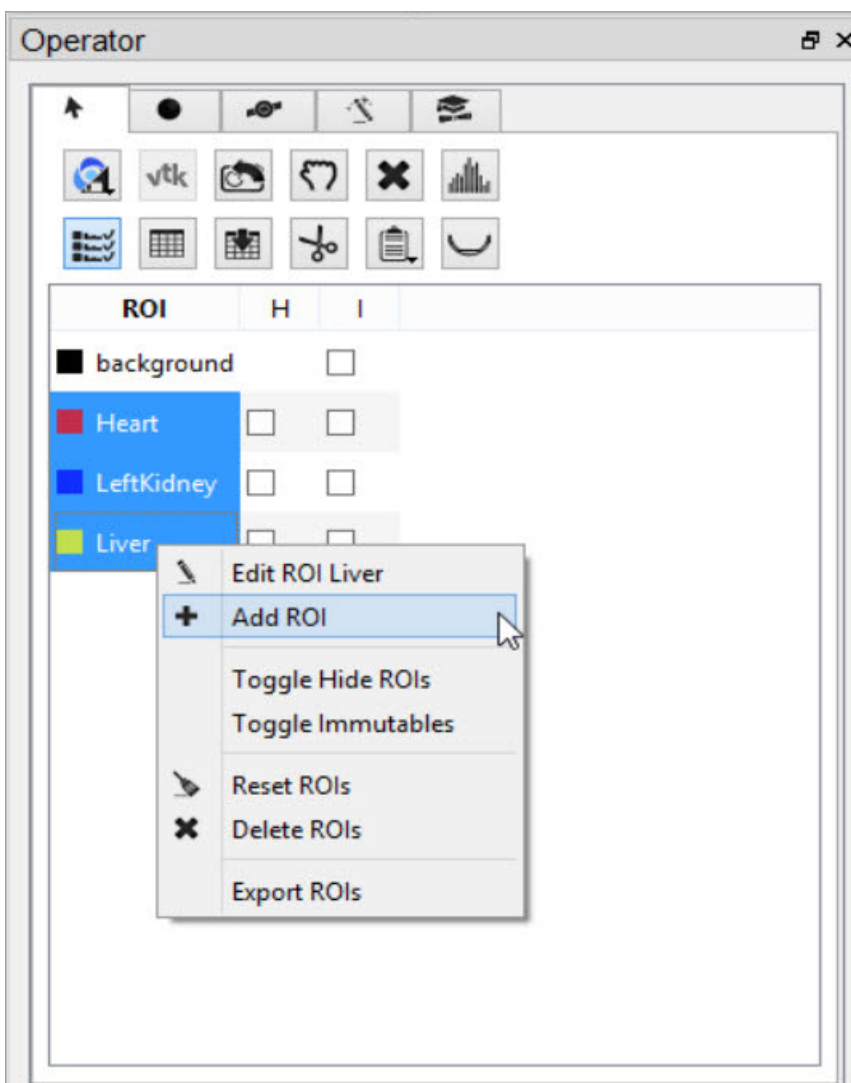 Operator
vtk
ROI H I
background
Heart
LeftKidney
Liver
Edit ROI Liver
Add ROI
Toggle Hide ROIs
Toggle Immutables
Reset ROIs
Delete ROIs
Export ROIs